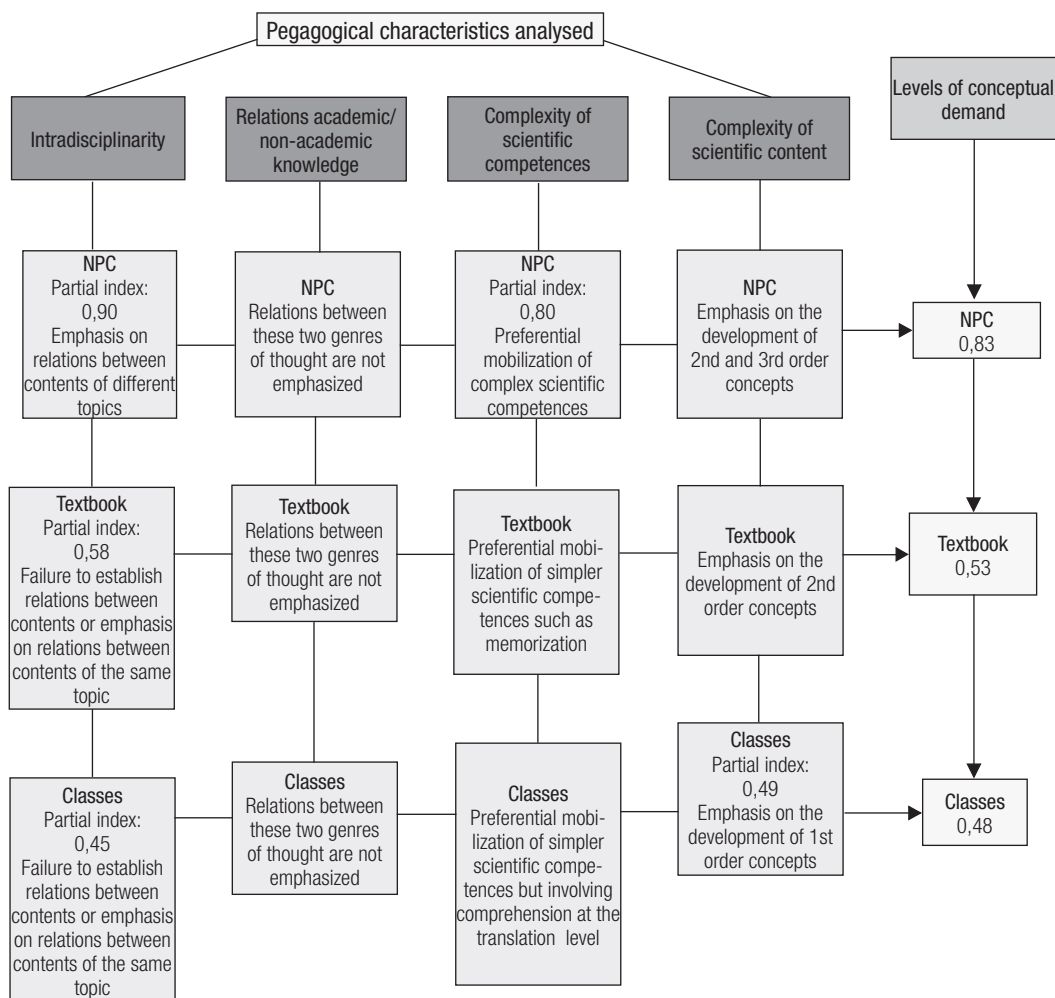 Pegagogical characteristics analysed
Levels of conceptual
demand
Intradisciplinarity
Relations academic/
non-academic
knowledge
Complexity of
scientific
competences
Complexity of
scientific content
NPC
Partial index:
0,90
Emphasis on
relations between
contents of different
topics
NPC
Relations between
these two genres
of thought are not
emphasized
NPC
Partial index:
0,80
Preferential
mobilization of
complex scientific
competences
NPC
Emphasis on the
development of
2nd and 3rd order
concepts
NPC
0,83
Textbook
Partial index:
0,58
Failure to establish
relations between
contents or emphasis
on relations between
contents of the same
topic
Textbook
Relations between
these two genres
of thought are not
emphasized
Textbook
Preferential mobi-
lization of simpler
scientific compe-
tences such as
memorization
Textbook
Emphasis on the
development of 2nd
order concepts
Textbook
0,53
Classes
Partial index:
0,45
Failure to establish
relations between
contents or emphasis
on relations between
contents of the same
topic
Classes
Relations between
these two genres
of thought are not
emphasized
Classes
Preferential mobi-
lization of simpler
scientific compe-
tences but involving
comprehension at the
translation level
Classes
Partial index:
0,49
Emphasis on the
development of 1st
order concepts
Classes
0,48